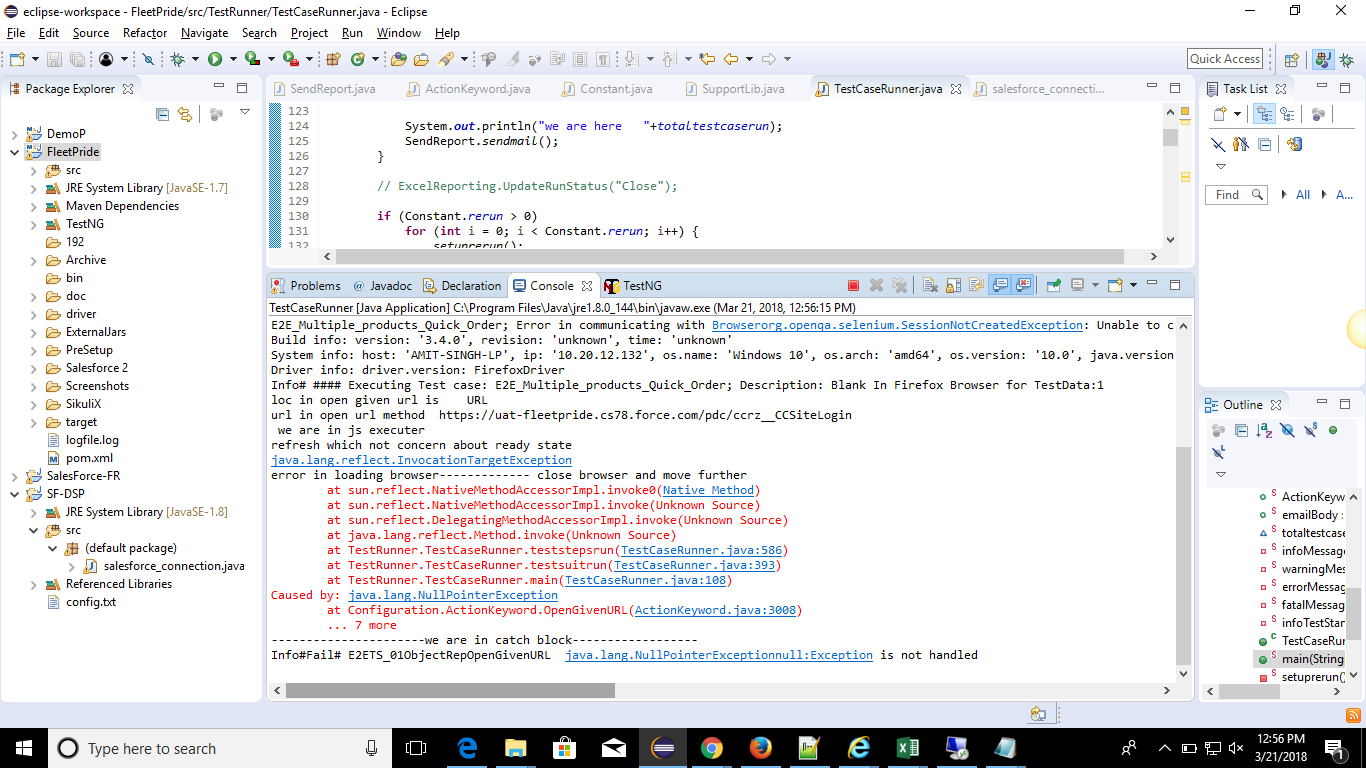 eclipse-workspace - FleetPride/src/TestRunner/TestCaseRunner.java - Eclipse
File Edit Source Refactor Navigate Search Project Run Window Help
Quick Access
Package Explorer
SendReport.java ActionKeyword.java Constant.java SupportLib.java TestCaseRunner.java salesforce_connecti...
Task List
DemoP
FleetPride
src
JRE System Library [JavaSE-1.7]
Maven Dependencies
TestNG
192
Archive
bin
doc
driver
ExternalJars
PreSetup
Salesforce 2
Screenshots
SikuliX
target
logfile.log
pom.xml
SalesForce-FR
SF-DSP
JRE System Library [JavaSE-1.8]
src
(default package)
salesforce_connection.java
Referenced Libraries
config.txt
123
124 System.out.println("we are here   "+totaltestcaserun);
125 SendReport.sendmail();
126 }
127
128 // ExcelReporting.UpdateRunStatus("Close");
129
130 if (Constant.rerun > 0)
131 for (int i = 0; i < Constant.rerun; i++) {
132 setuprerun();
Find All A...
Problems @ Javadoc Declaration Console TestNG
TestCaseRunner [Java Application] C:\Program Files\Java\jre1.8.0_144\bin\javaw.exe (Mar 21, 2018, 12:56:15 PM)
E2E_Multiple_products_Quick_Order; Error in communicating with Browserorg.openqa.selenium.SessionNotCreatedException: Unable to c
Build info: version: '3.4.0', revision: 'unknown', time: 'unknown'
System info: host: 'AMIT-SINGH-LP', ip: '10.20.12.132', os.name: 'Windows 10', os.arch: 'amd64', os.version: '10.0', java.version
Driver info: driver.version: FirefoxDriver
Info# #### Executing Test case: E2E_Multiple_products_Quick_Order; Description: Blank In Firefox Browser for TestData:1
loc in open given url is    URL
url in open url method  https://uat-fleetpride.cs78.force.com/pdc/ccrz__CCSiteLogin
we are in js executer
refresh which not concern about ready state
java.lang.reflect.InvocationTargetException
error in loading browser------------- close browser and move further
at sun.reflect.NativeMethodAccessorImpl.invoke0(Native Method)
at sun.reflect.NativeMethodAccessorImpl.invoke(Unknown Source)
at sun.reflect.DelegatingMethodAccessorImpl.invoke(Unknown Source)
at java.lang.reflect.Method.invoke(Unknown Source)
at TestRunner.TestCaseRunner.teststepsrun(TestCaseRunner.java:586)
at TestRunner.TestCaseRunner.testsuitrun(TestCaseRunner.java:393)
at TestRunner.TestCaseRunner.main(TestCaseRunner.java:108)
Caused by: java.lang.NullPointerException
at Configuration.ActionKeyword.OpenGivenURL(ActionKeyword.java:3008)
... 7 more
----------------------we are in catch block------------------
Info#Fail# E2ETS_01ObjectRepOpenGivenURL  java.lang.NullPointerExceptionnull:Exception is not handled
Outline
ActionKeyw
emailBody :
totaltestcase
infoMessag
warningMes
errorMessag
fatalMessag
infoTestStar
TestCaseRu
main(String
setuprerun()
Type here to search
12:56 PM
3/21/2018
1